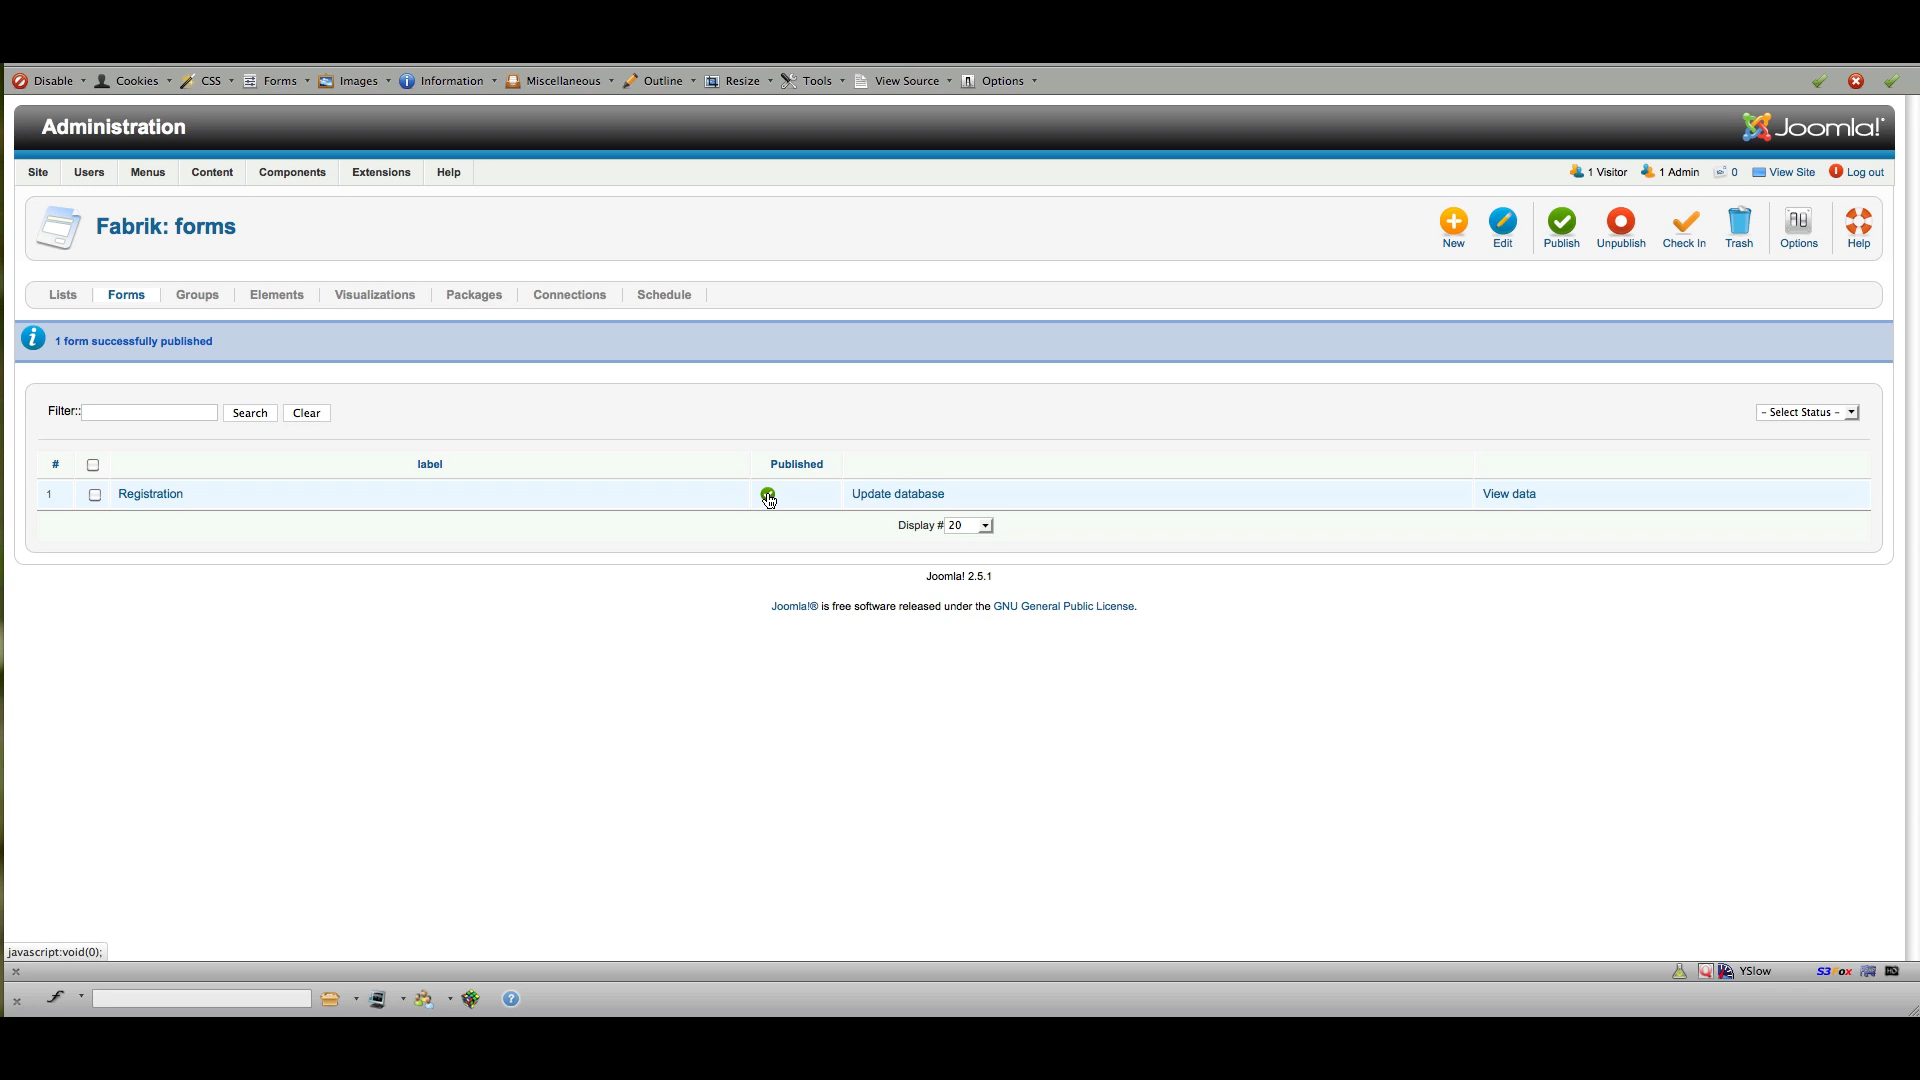 Disable Cookies CSS Forms Images Information Miscellaneous Outline Resize Tools View Source Options
Administration Joomla!
Site Users Menus Content Components Extensions Help 1 Visitor 1 Admin 0 View Site Log out
Fabrik: forms
New Edit Publish Unpublish Check In Trash Options Help
Lists Forms Groups Elements Visualizations Packages Connections Schedule
1 form successfully published
Filter:: Search Clear - Select Status -
# label Published
1 Registration Update database View data
Display # 20
Joomla! 2.5.1
Joomla!® is free software released under the GNU General Public License.
javascript:void(0);
YSlow S3Fox